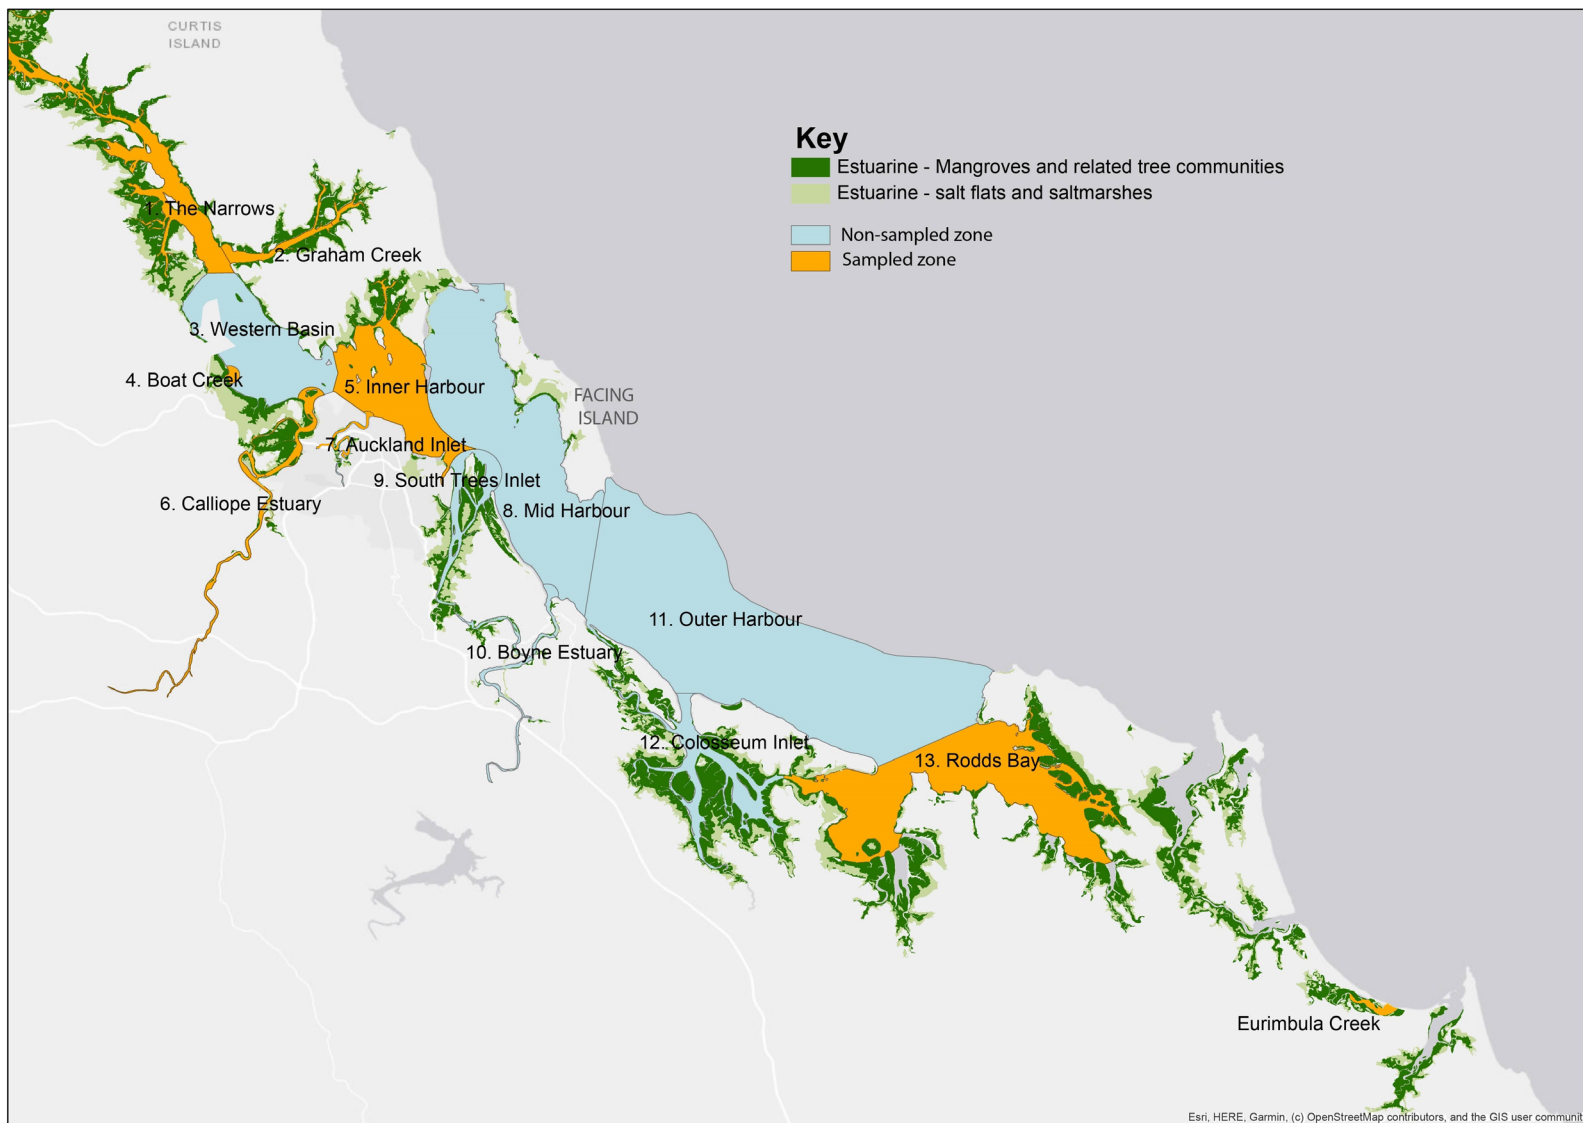 CURTIS
ISLAND
Key
Estuarine - Mangroves and related tree communities
Estuarine - salt flats and saltmarshes
Non-sampled zone
Sampled zone
1. The Narrows
2. Graham Creek
3. Western Basin
4. Boat Creek
5. Inner Harbour
FACING
ISLAND
7. Auckland Inlet
9. South Trees Inlet
6. Calliope Estuary
8. Mid Harbour
11. Outer Harbour
10. Boyne Estuary
12. Colosseum Inlet
13. Rodds Bay
Eurimbula Creek
Esri, HERE, Garmin, (c) OpenStreetMap contributors, and the GIS user communit